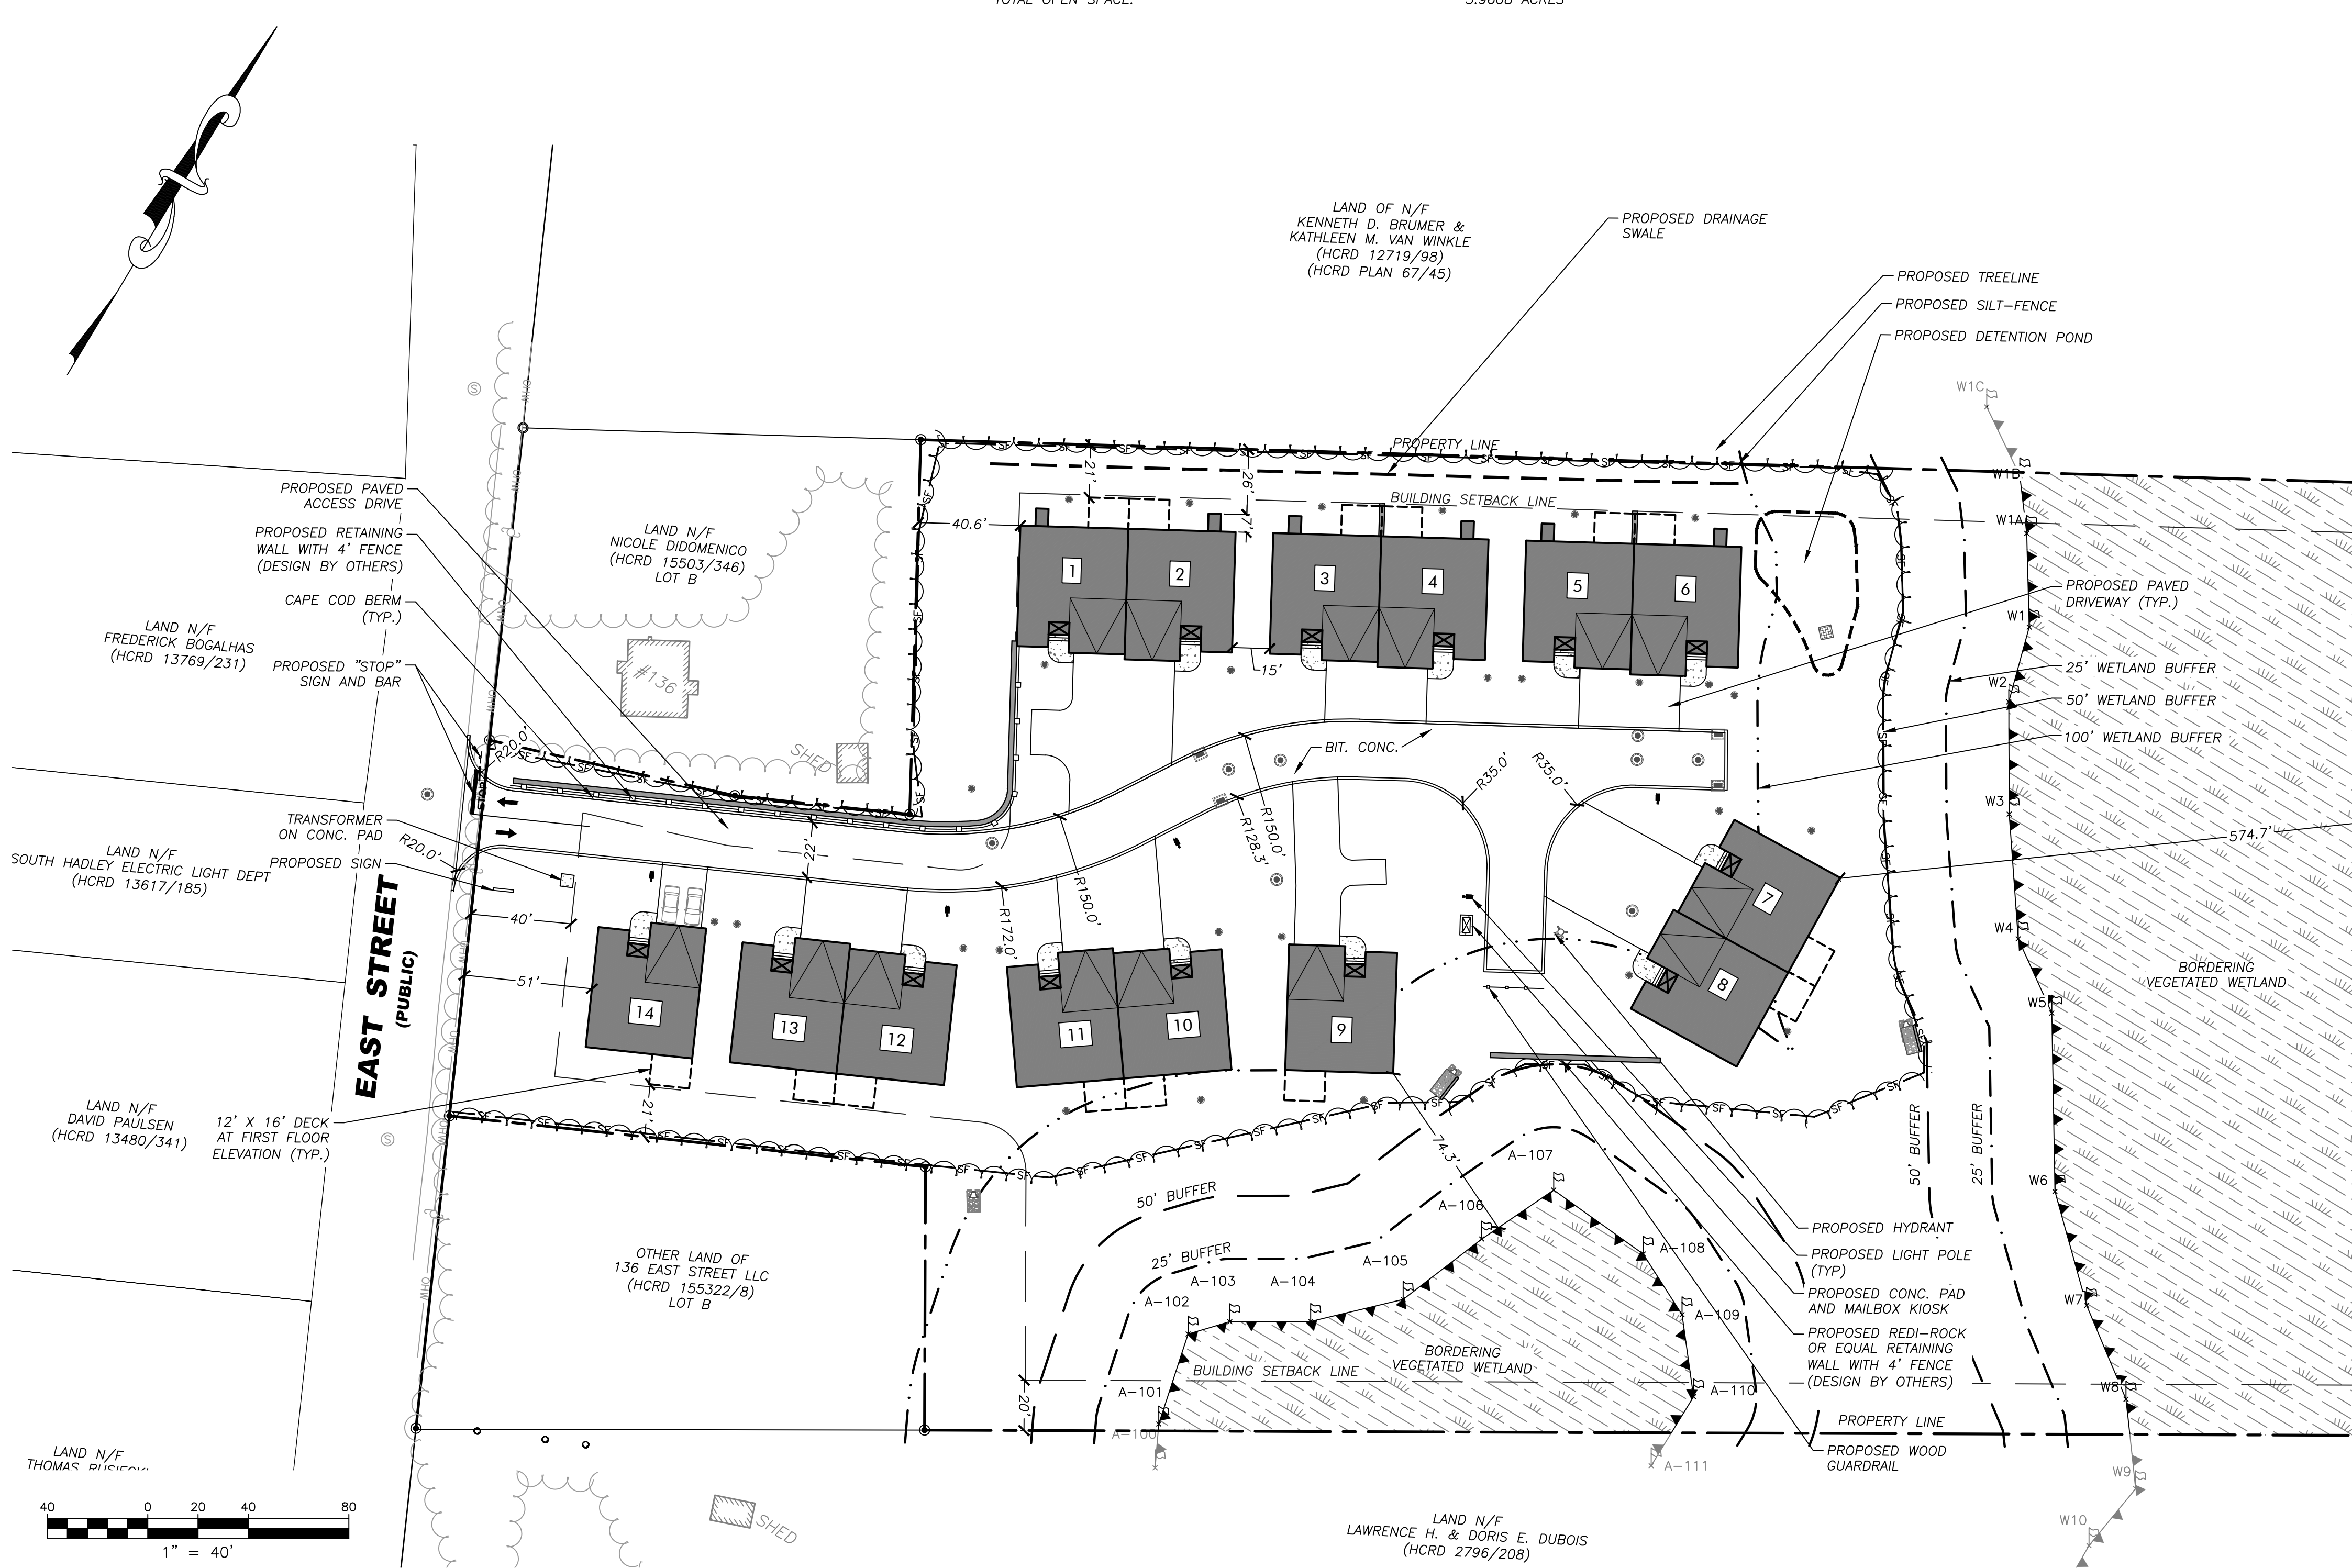 TOTAL OPEN SPACE:
5.9608 ACRES
LAND OF N/F
KENNETH D. BRUMER &
KATHLEEN M. VAN WINKLE
(HCRD 12719/98)
(HCRD PLAN 67/45)
PROPOSED DRAINAGE
SWALE
PROPOSED TREELINE
PROPOSED SILT-FENCE
PROPOSED DETENTION POND
W1C
PROPERTY LINE
BUILDING SETBACK LINE
21'
26'
7'
40.6'
W1B
W1A
W1
W2
W3
W4
W5
W6
W7
W8
W9
W10
PROPOSED PAVED
ACCESS DRIVE
PROPOSED RETAINING
WALL WITH 4' FENCE
(DESIGN BY OTHERS)
CAPE COD BERM
(TYP.)
PROPOSED "STOP"
SIGN AND BAR
LAND N/F
NICOLE DIDOMENICO
(HCRD 15503/346)
LOT B
LAND N/F
FREDERICK BOGALHAS
(HCRD 13769/231)
#136
SHED
1
2
3
4
5
6
15'
PROPOSED PAVED
DRIVEWAY (TYP.)
25' WETLAND BUFFER
50' WETLAND BUFFER
100' WETLAND BUFFER
BIT. CONC.
R20.0'
STOP
R35.0'
R35.0'
R150.0'
R128.3'
R150.0'
R172.0'
22'
574.7'
TRANSFORMER
ON CONC. PAD
R20.0'
PROPOSED SIGN
LAND N/F
SOUTH HADLEY ELECTRIC LIGHT DEPT
(HCRD 13617/185)
EAST STREET
(PUBLIC)
40'
51'
14
13
12
11
10
9
8
7
BORDERING
VEGETATED WETLAND
LAND N/F
DAVID PAULSEN
(HCRD 13480/341)
12' X 16' DECK
AT FIRST FLOOR
ELEVATION (TYP.)
21'
74.3'
50' BUFFER
25' BUFFER
50' BUFFER
25' BUFFER
OTHER LAND OF
136 EAST STREET LLC
(HCRD 155322/8)
LOT B
A-100
A-101
A-102
A-103
A-104
A-105
A-106
A-107
A-108
A-109
A-110
A-111
BORDERING
VEGETATED WETLAND
BUILDING SETBACK LINE
20'
PROPOSED HYDRANT
PROPOSED LIGHT POLE
(TYP)
PROPOSED CONC. PAD
AND MAILBOX KIOSK
PROPOSED REDI-ROCK
OR EQUAL RETAINING
WALL WITH 4' FENCE
(DESIGN BY OTHERS)
PROPERTY LINE
PROPOSED WOOD
GUARDRAIL
LAND N/F
THOMAS
SHED
LAND N/F
LAWRENCE H. & DORIS E. DUBOIS
(HCRD 2796/208)
40 0 20 40 80
1" = 40'